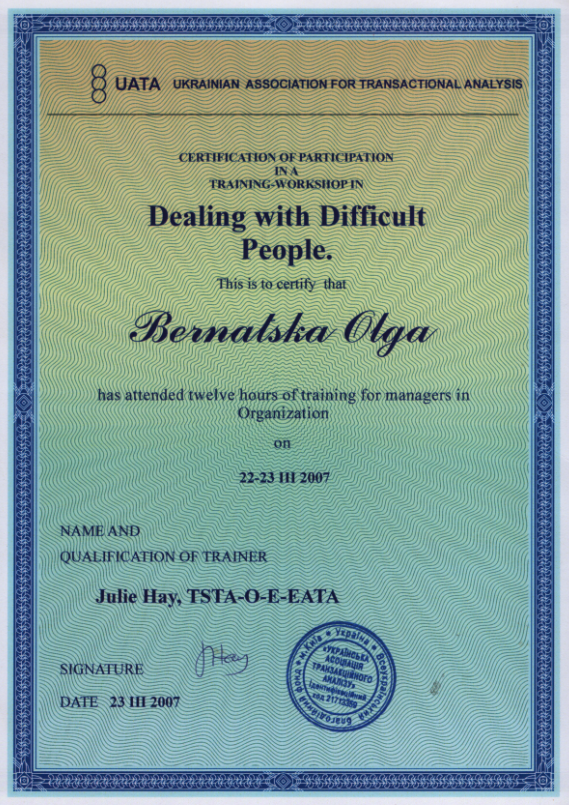 UATA UKRAINIAN ASSOCIATION FOR TRANSACTIONAL ANALYSIS
CERTIFICATION OF PARTICIPATION
IN A
TRAINING-WORKSHOP IN
Dealing with Difficult
People.
This is to certify that
Bernatska Olga
has attended twelve hours of training for managers in
Organization
on
22-23 III 2007
NAME AND
QUALIFICATION OF TRAINER
Julie Hay, TSTA-O-E-EATA
SIGNATURE JHay
DATE 23 III 2007
м.Київ * Україна * Всеукраїнський благодійний фонд *
«УКРАЇНСЬКА
АСОЦІАЦІЯ
ТРАНЗАКЦІЙНОГО
АНАЛІЗУ»
Ідентифікаційний
код